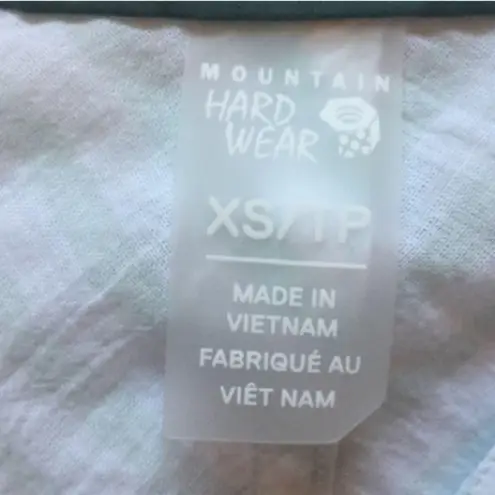 MOUNTAIN
HARD
WEAR
XS/TP
MADE IN
VIETNAM
FABRIQUÉ AU
VIÊT NAM